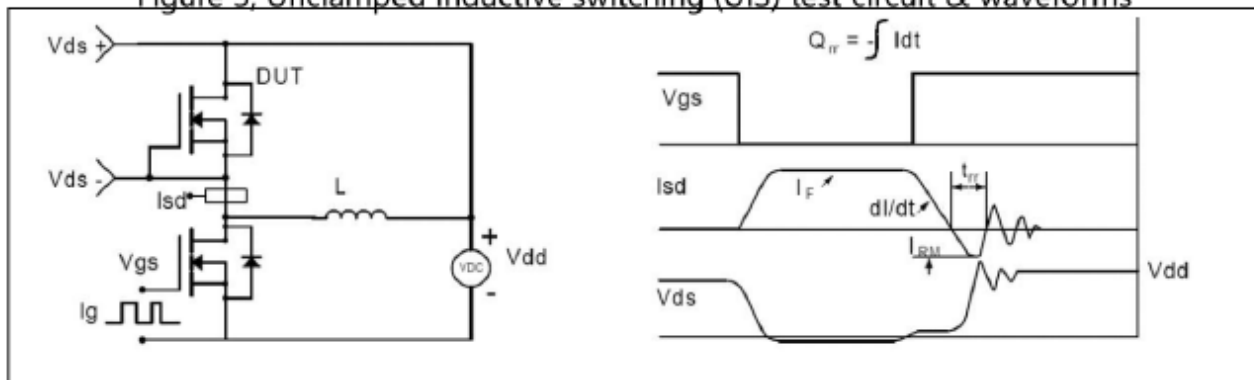 Figure 3, Unclamped inductive switching (UIS) test circuit & waveforms
Vds +
DUT
Vds -
Isd
L
Vgs
Ig
+
VDC
-
Vdd
Qrr = -∫ Idt
Vgs
Isd
IF
dI/dt
trr
IRM
Vds
Vdd